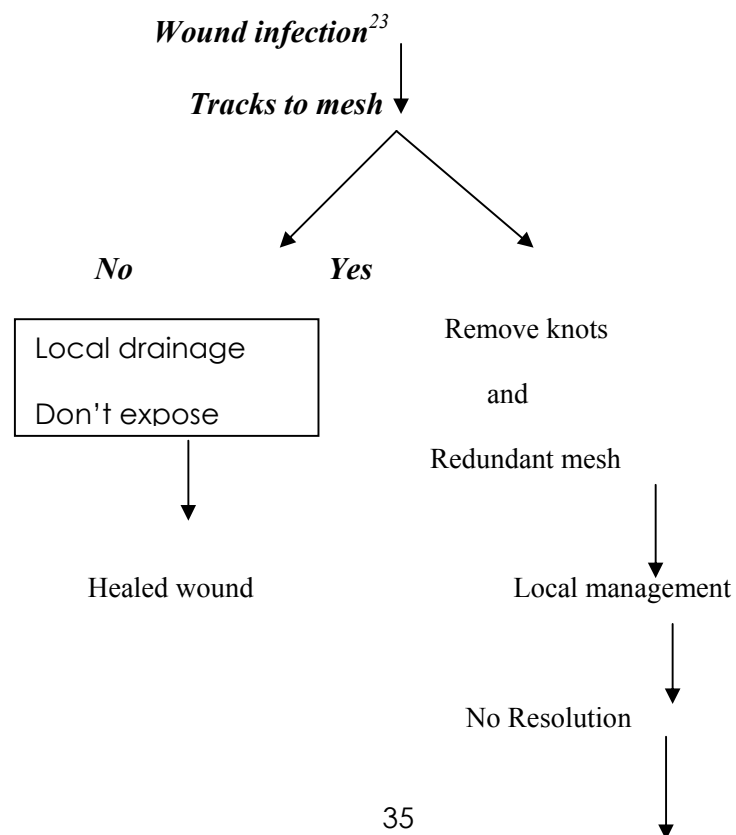 Wound infection23
Tracks to mesh
No Yes
Local drainage
Don’t expose
Remove knots
and
Redundant mesh
Healed wound
Local management
No Resolution
35